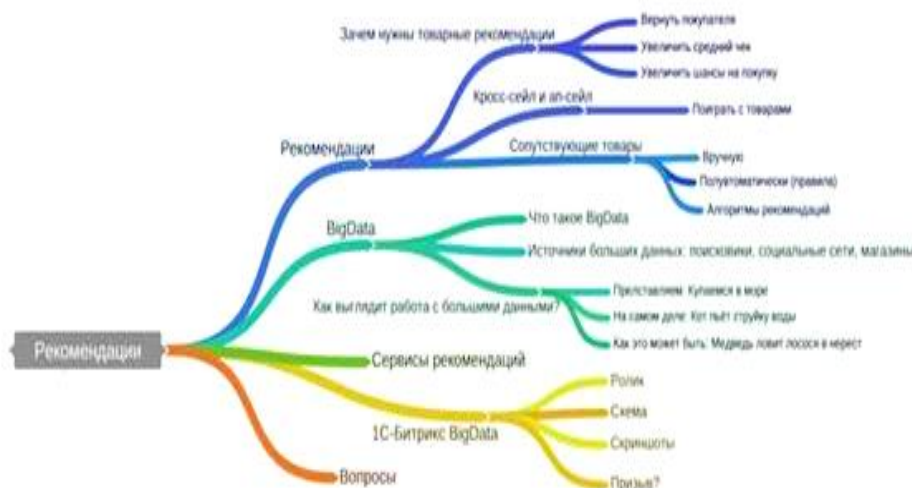 Рекомендации
Рекомендации
Зачем нужны товарные рекомендации
Вернуть покупателя
Увеличить средний чек
Увеличить шансы на покупку
Кросс-сейл и ап-сейл
Поиграть с товарами
Сопутствующие товары
Вручную
Полуавтоматически (правила)
Алгоритмы рекомендаций
BigData
Что такое BigData
Источники больших данных: поисковики, социальные сети, магазины
Как выглядит работа с большими данными?
Представляем: Купаемся в море
На самом деле: Кот пьёт струйку воды
Как это может быть: Медведь ловит лосося в нерест
Сервисы рекомендаций
1С-Битрикс BigData
Ролик
Схема
Скриншоты
Призыв?
Вопросы